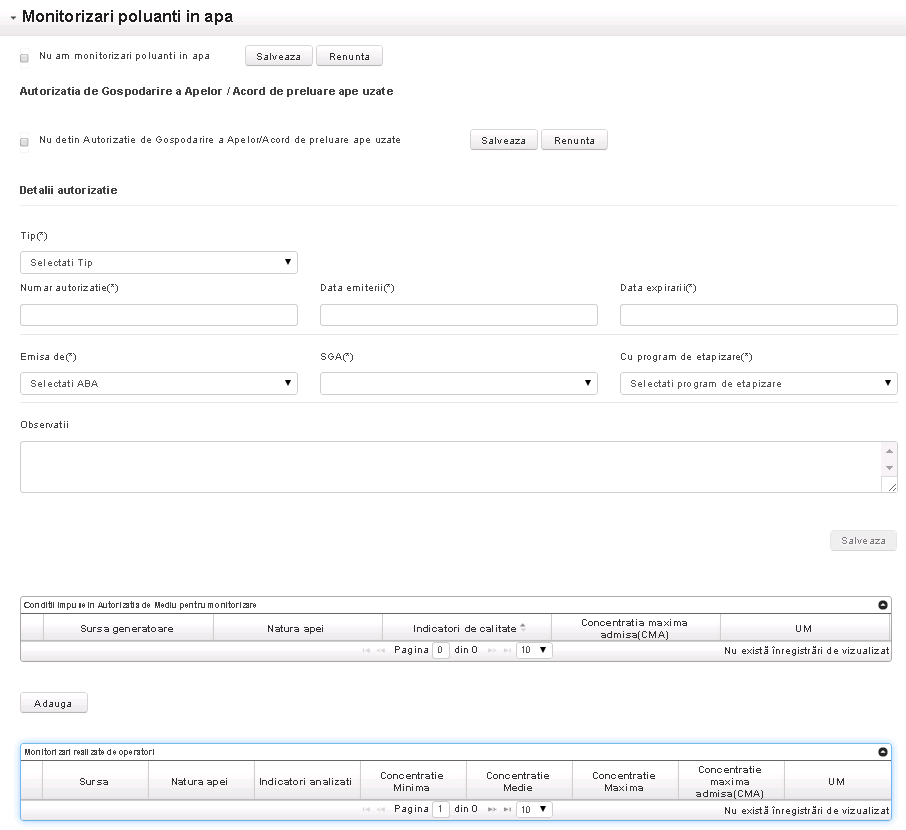 Monitorizari poluanti in apa
Nu am monitorizari poluanti in apa Salveaza Renunta
Autorizatia de Gospodarire a Apelor / Acord de preluare ape uzate
Nu detin Autorizatie de Gospodarire a Apelor/Acord de preluare ape uzate Salveaza Renunta
Detalii autorizatie
Tip(*)
Selectati Tip
Numar autorizatie(*) Data emiterii(*) Data expirarii(*)
Emisa de(*) SGA(*) Cu program de etapizare(*)
Selectati ABA Selectati program de etapizare
Observatii
Salveaza
Conditii impuse in Autorizatia de Mediu pentru monitorizare
Sursa generatoare Natura apei Indicatori de calitate Concentratia maxima admisa(CMA) UM
Pagina 0 din 0 10 Nu există înregistrări de vizualizat
Adauga
Monitorizari realizate de operatori
Sursa Natura apei Indicatori analizati Concentratie Minima Concentratie Medie Concentratie Maxima Concentratie maxima admisa(CMA) UM
Pagina 1 din 0 10 Nu există înregistrări de vizualizat